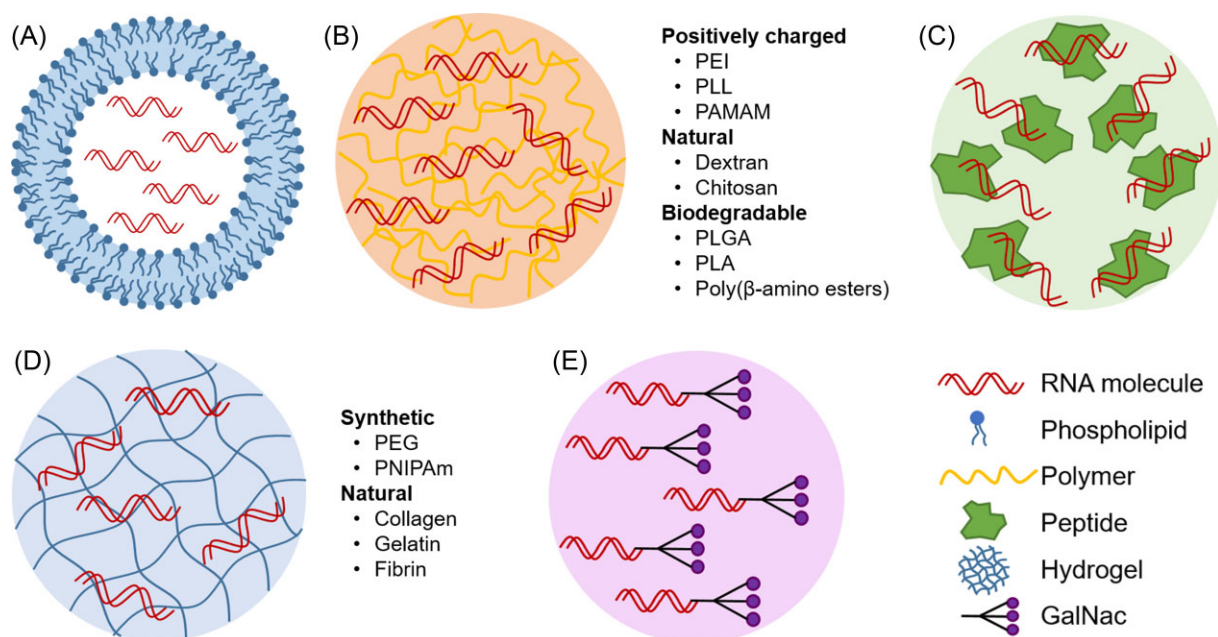 (A)
(B)
Positively charged
• PEI
• PLL
• PAMAM
Natural
• Dextran
• Chitosan
Biodegradable
• PLGA
• PLA
• Poly(β-amino esters)
(C)
(D)
Synthetic
• PEG
• PNIPAm
Natural
• Collagen
• Gelatin
• Fibrin
(E)
RNA molecule
Phospholipid
Polymer
Peptide
Hydrogel
GalNac